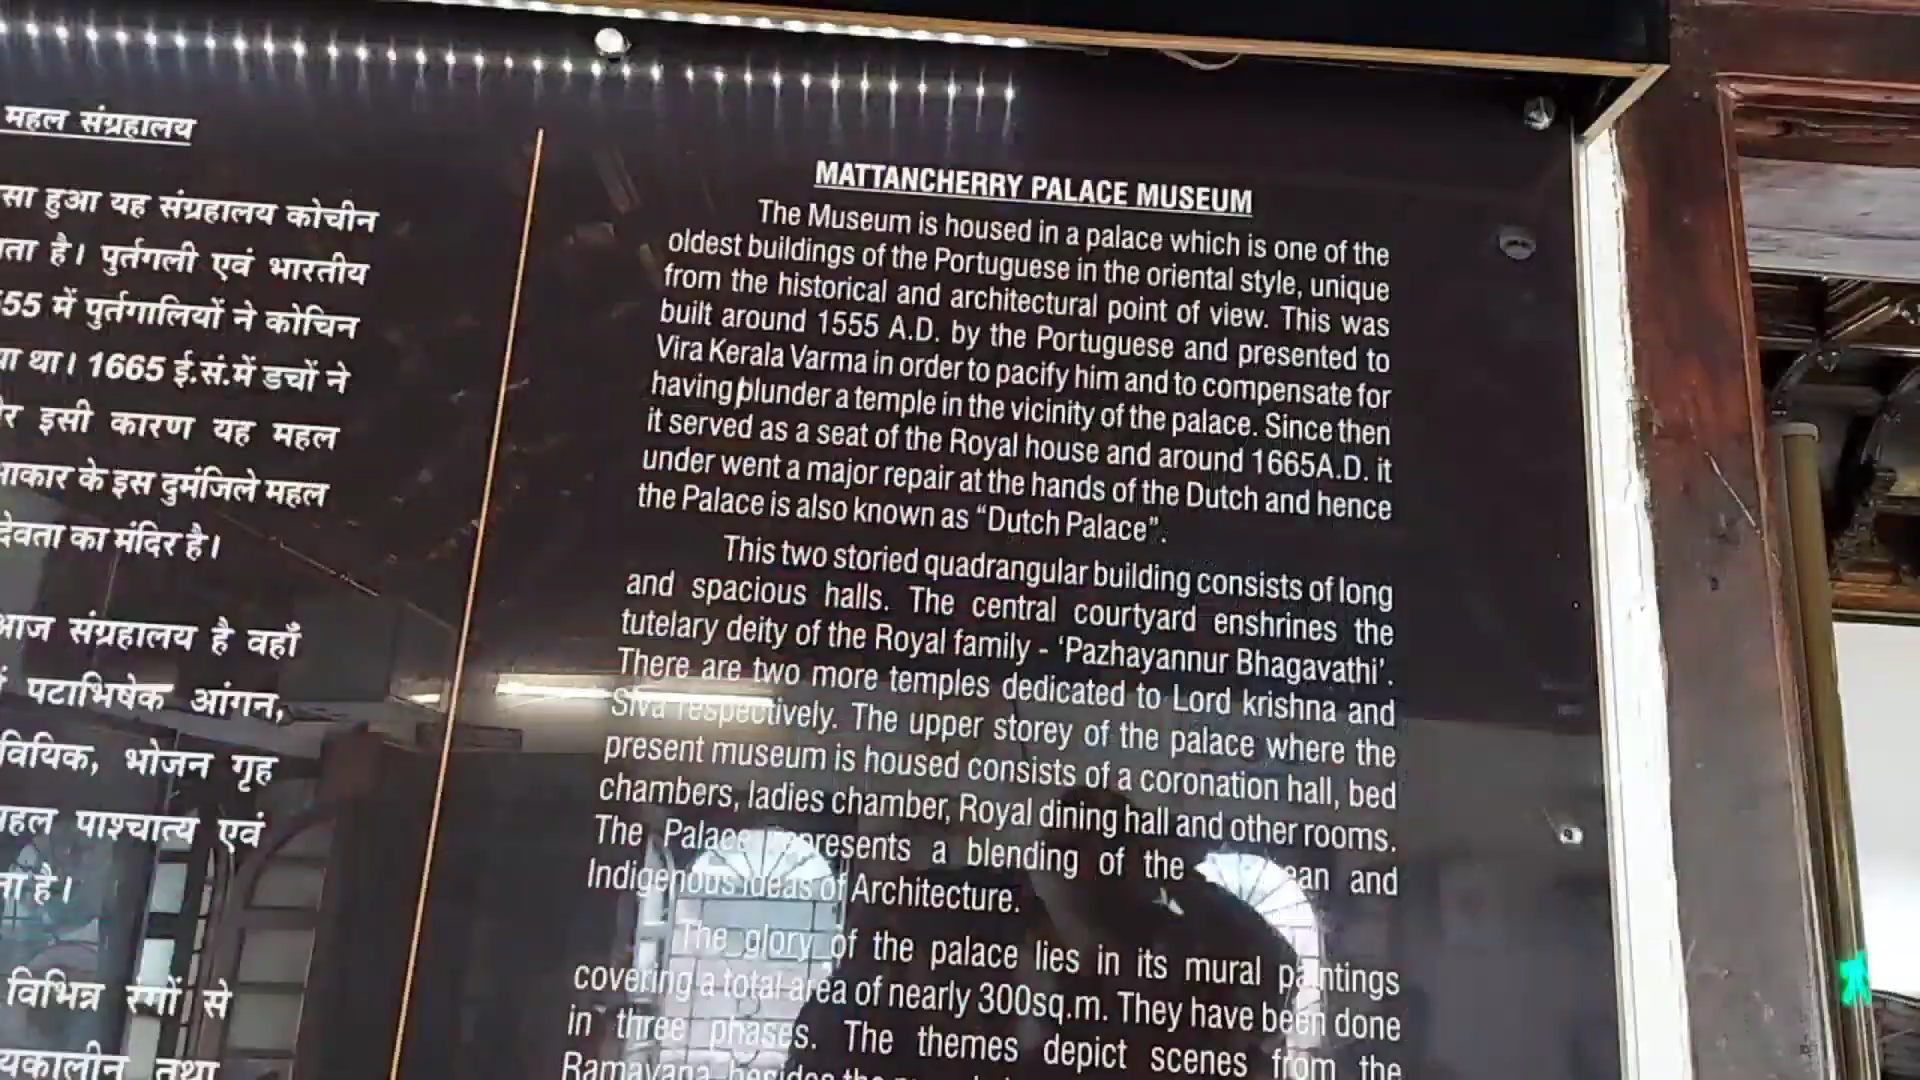 महल संग्रहालय
सा हुआ यह संग्रहालय कोचीन
ता है। पुर्तगली एवं भारतीय
55 में पुर्तगालियों ने कोचिन
या था। 1665 ई.सं.में डचों ने
इसी कारण यह महल
आकार के इस दुमंजिले महल
देवता का मंदिर है।
आज संग्रहालय है वहाँ
पटाभिषेक आंगन,
वियिक, भोजन गृह
महल पाश्चात्य एवं
ता है।
विभिन्न रंगों से
यकालीन तथा
MATTANCHERRY PALACE MUSEUM
The Museum is housed in a palace which is one of the
oldest buildings of the Portuguese in the oriental style, unique
from the historical and architectural point of view. This was
built around 1555 A.D. by the Portuguese and presented to
Vira Kerala Varma in order to pacify him and to compensate for
having plunder a temple in the vicinity of the palace. Since then
it served as a seat of the Royal house and around 1665A.D. it
under went a major repair at the hands of the Dutch and hence
the Palace is also known as “Dutch Palace”.
This two storied quadrangular building consists of long
and spacious halls. The central courtyard enshrines the
tutelary deity of the Royal family - ‘Pazhayannur Bhagavathi’.
There are two more temples dedicated to Lord krishna and
Siva respectively. The upper storey of the palace where the
present museum is housed consists of a coronation hall, bed
chambers, ladies chamber, Royal dining hall and other rooms.
The Palace represents a blending of the and
Indigenous ideas of Architecture.
The glory of the palace lies in its mural paintings
covering a total area of nearly 300sq.m. They have been done
in three phases. The themes depict scenes from the
Ramayana besides the